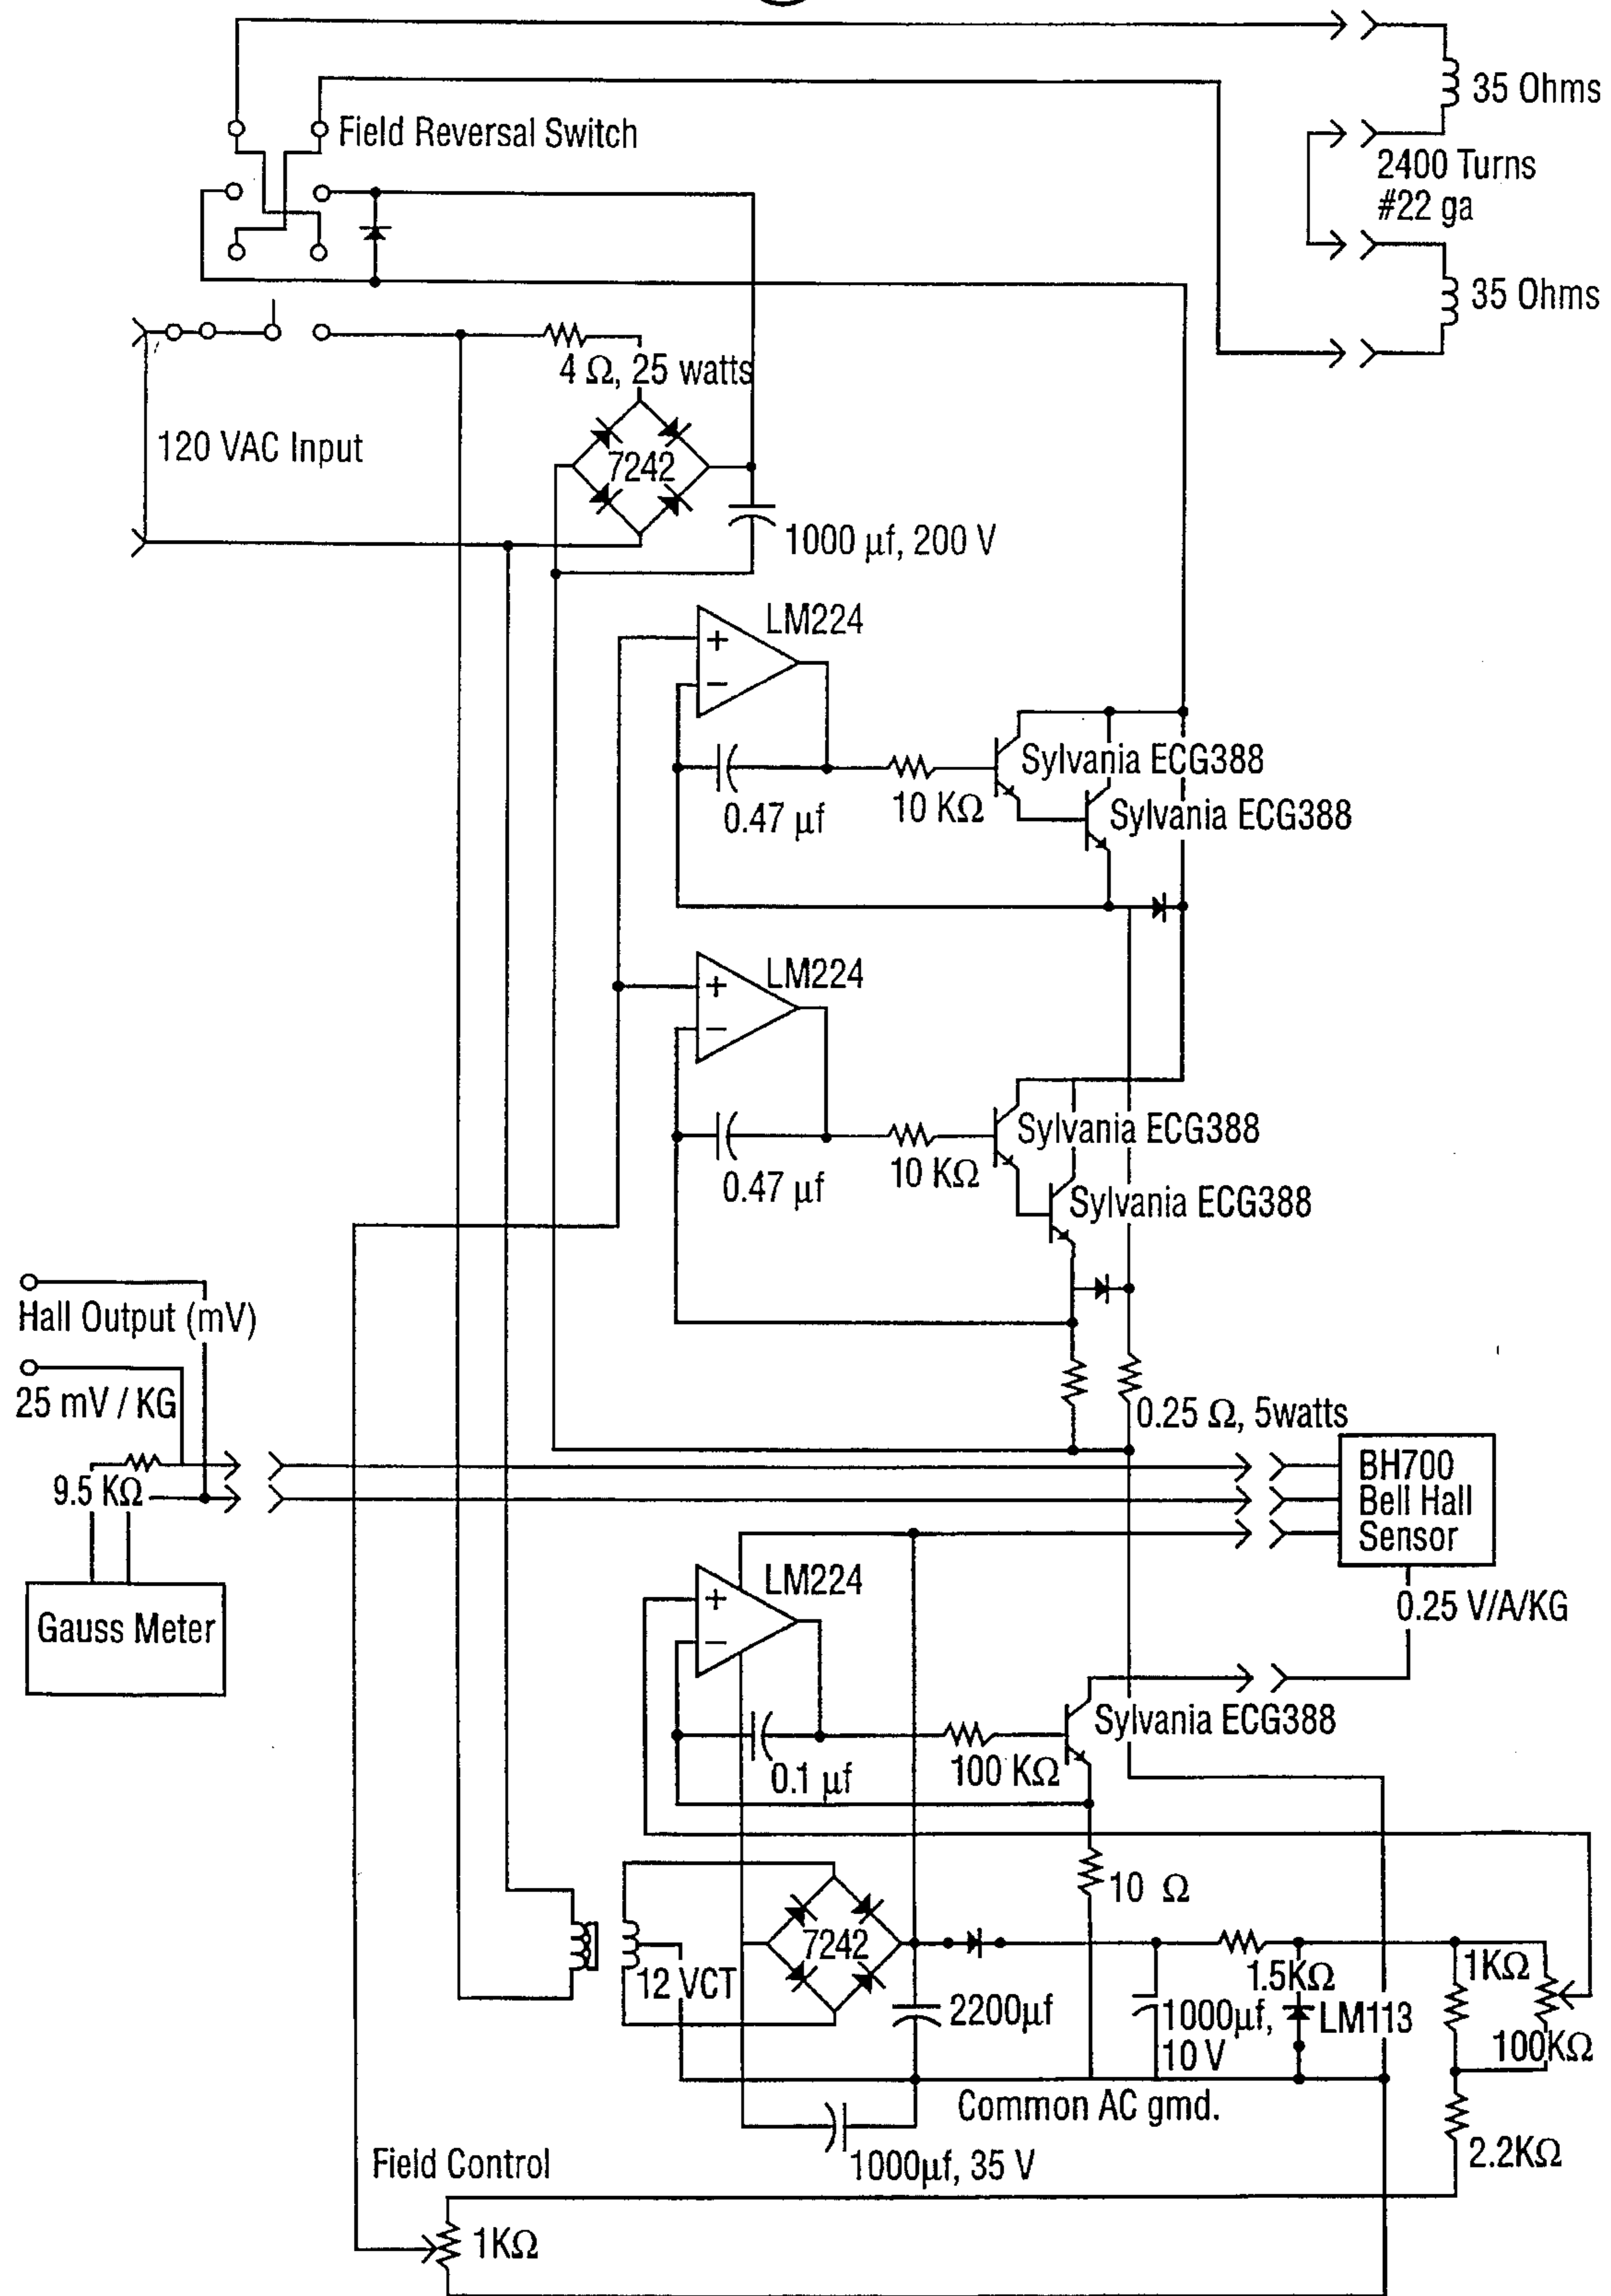 35 Ohms
Field Reversal Switch
2400 Turns
#22 ga
35 Ohms
4 Ω, 25 watts
120 VAC Input
7242
1000 µf, 200 V
LM224
+
−
Sylvania ECG388
0.47 µf
10 KΩ
Sylvania ECG388
LM224
+
−
Sylvania ECG388
0.47 µf
10 KΩ
Sylvania ECG388
Hall Output (mV)
25 mV / KG
0.25 Ω, 5watts
9.5 KΩ
BH700
Bell Hall
Sensor
LM224
+
−
0.25 V/A/KG
Gauss Meter
Sylvania ECG388
0.1 µf
100 KΩ
10 Ω
7242
12 VCT
1.5KΩ
1KΩ
2200µf
1000µf,
10 V
LM113
100KΩ
Common AC gmd.
1000µf, 35 V
2.2KΩ
Field Control
1KΩ